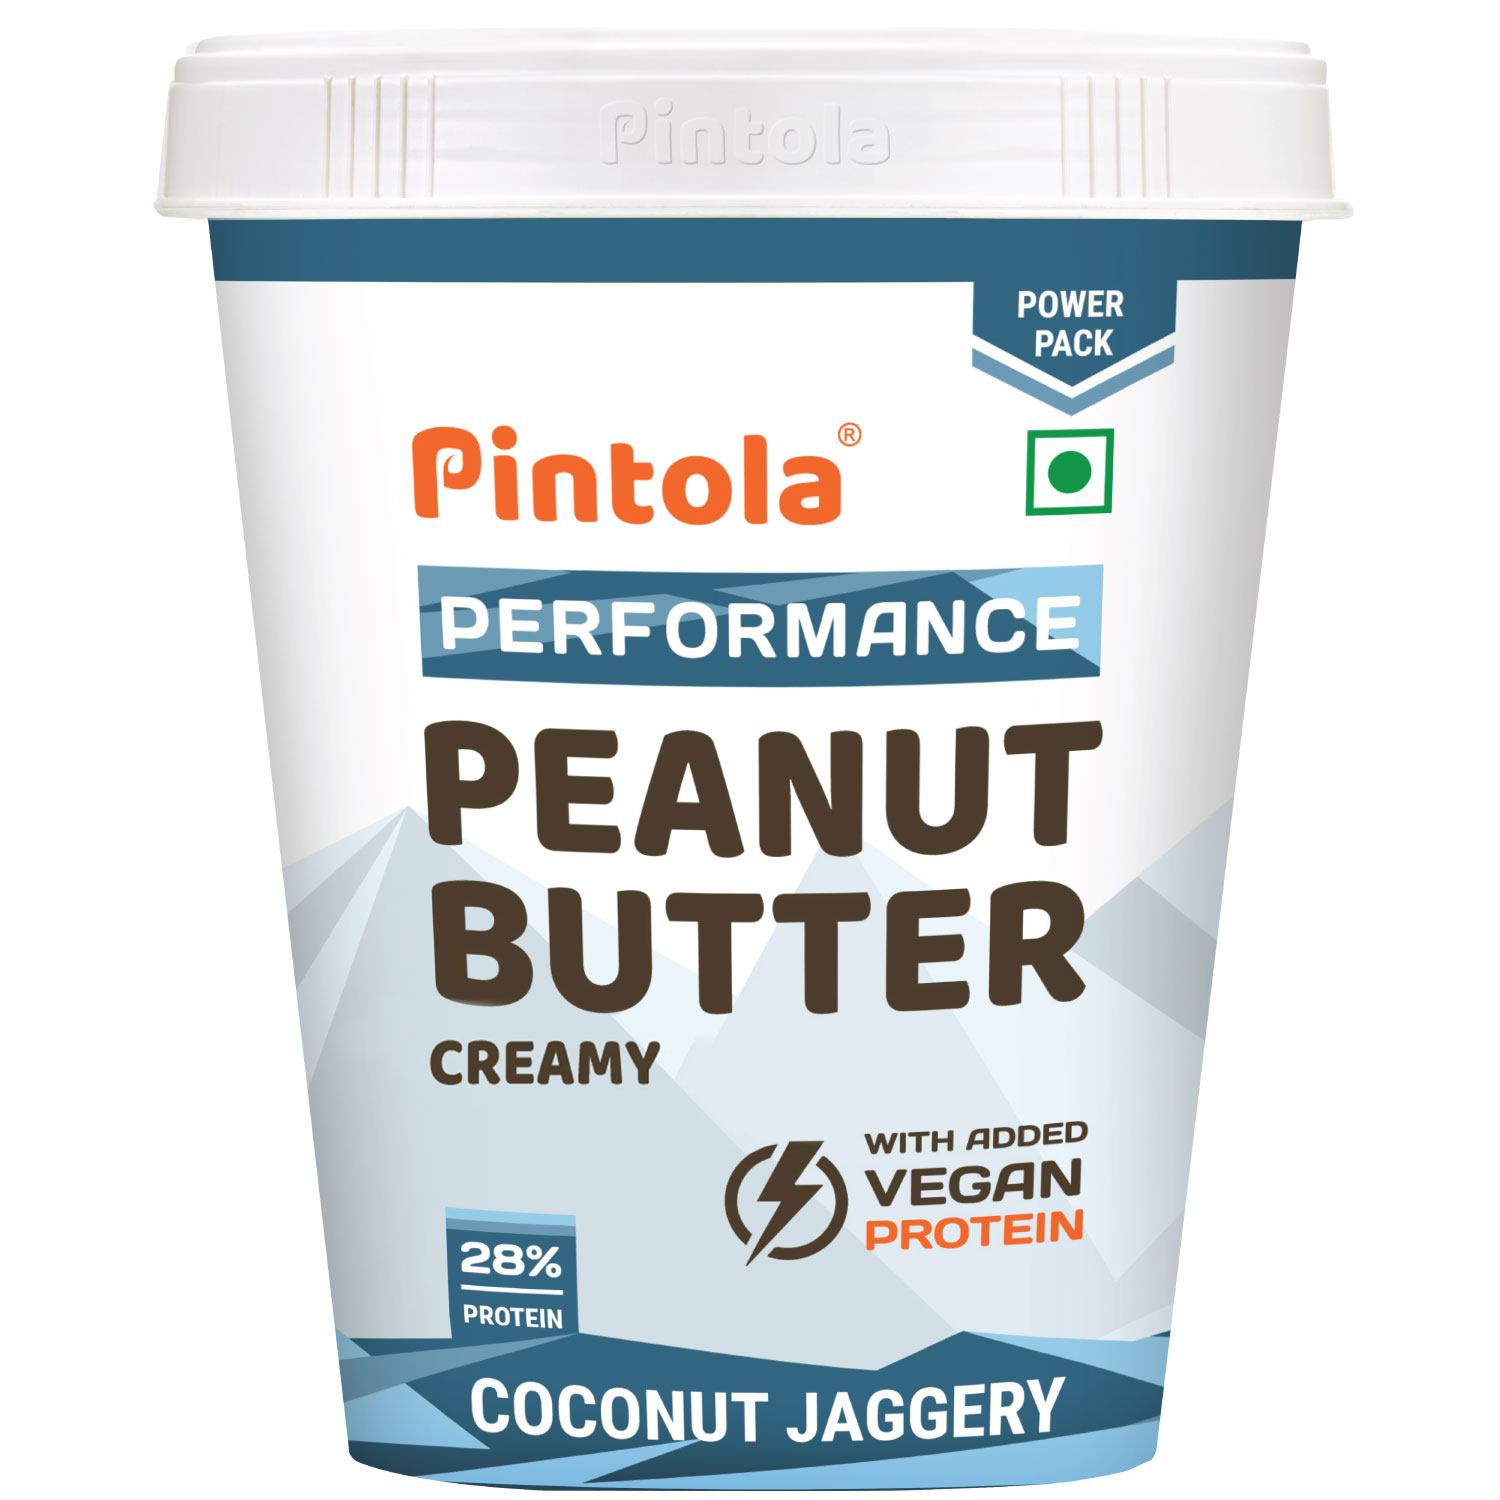 Pintola
POWER
PACK
Pintola®
PERFORMANCE
PEANUT
BUTTER
CREAMY
WITH ADDED
VEGAN
PROTEIN
28%
PROTEIN
COCONUT JAGGERY